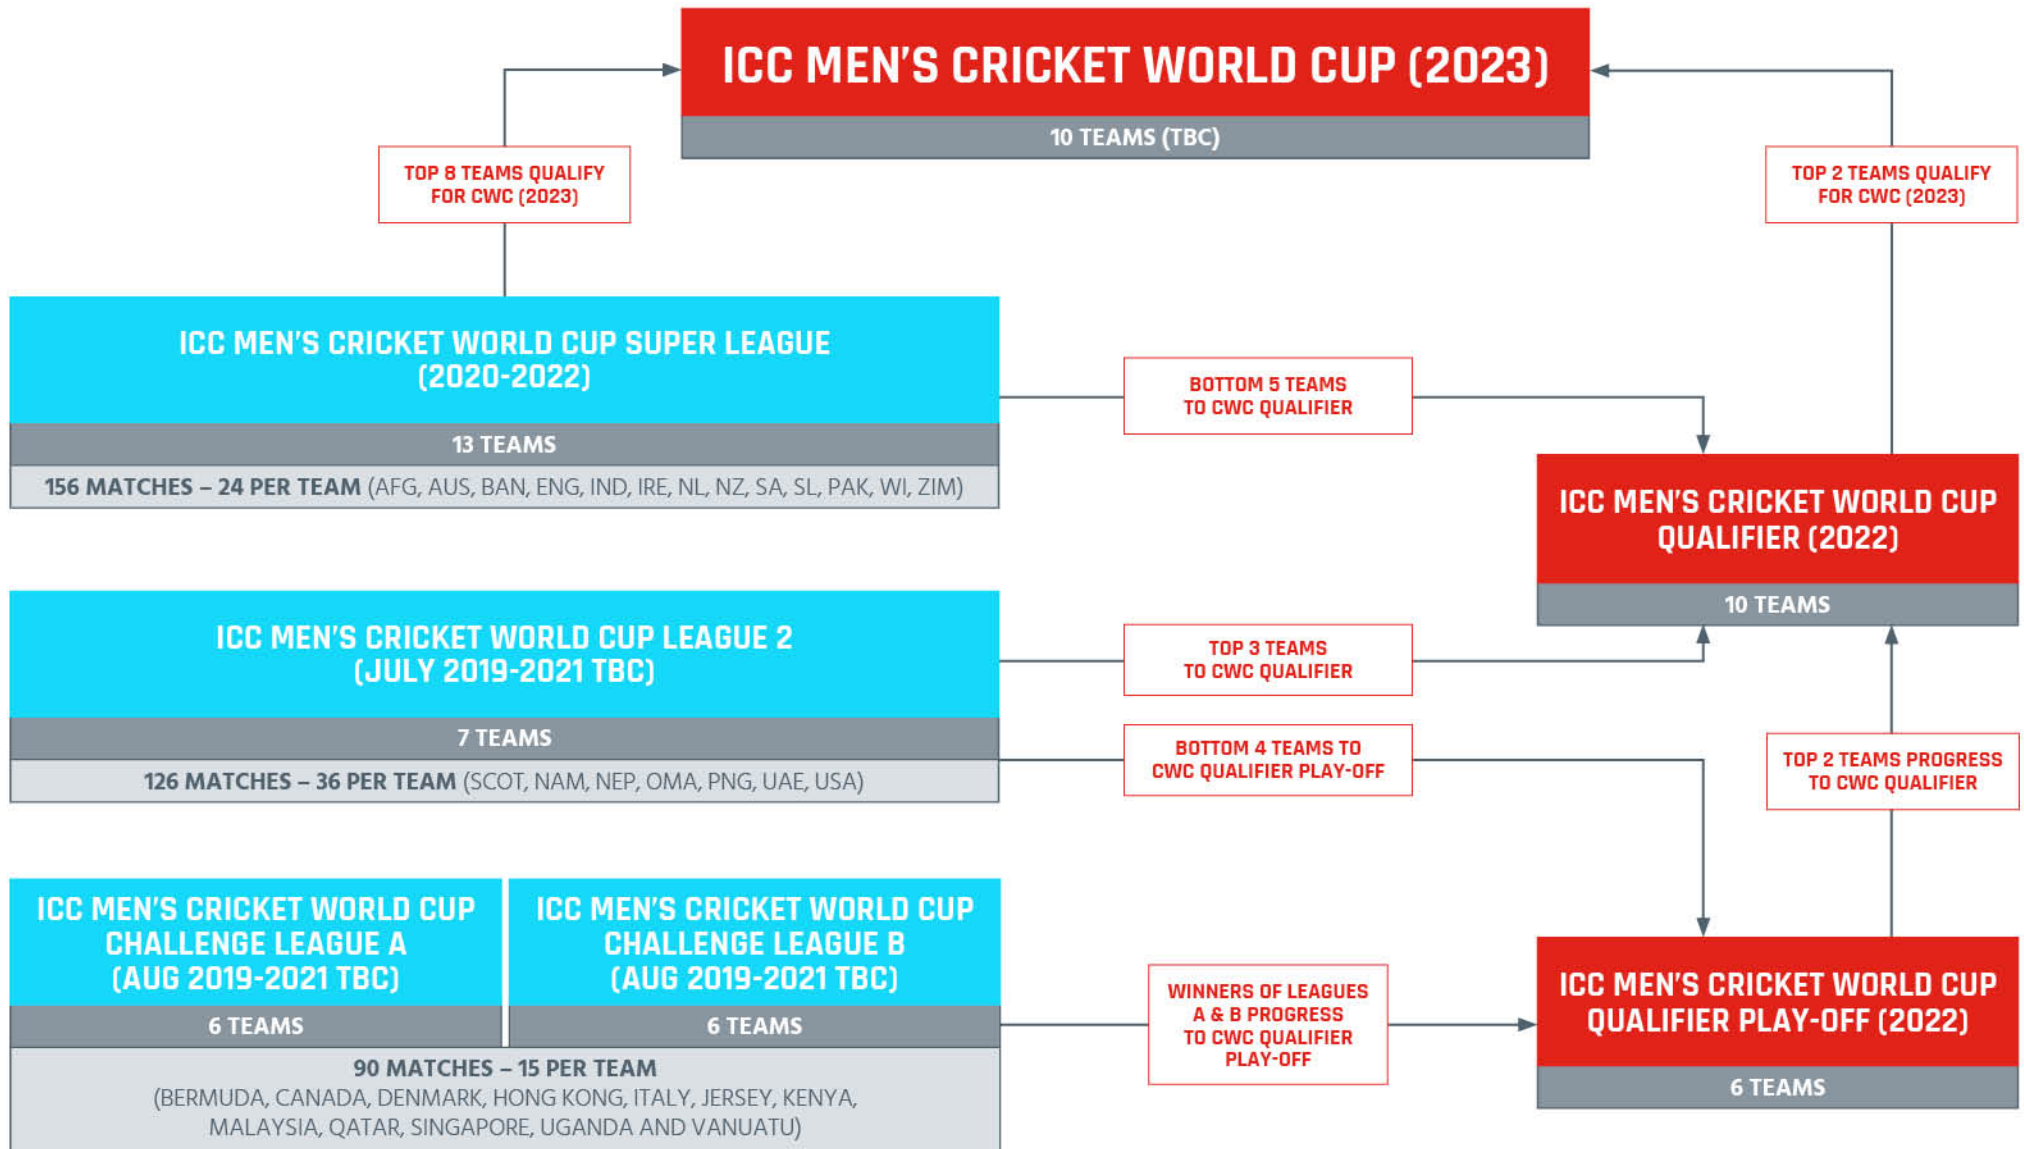 ICC MEN'S CRICKET WORLD CUP (2023)
10 TEAMS (TBC)
TOP 8 TEAMS QUALIFY
FOR CWC (2023)
TOP 2 TEAMS QUALIFY
FOR CWC (2023)
ICC MEN'S CRICKET WORLD CUP SUPER LEAGUE
(2020-2022)
13 TEAMS
156 MATCHES – 24 PER TEAM (AFG, AUS, BAN, ENG, IND, IRE, NL, NZ, SA, SL, PAK, WI, ZIM)
BOTTOM 5 TEAMS
TO CWC QUALIFIER
ICC MEN'S CRICKET WORLD CUP
QUALIFIER (2022)
10 TEAMS
ICC MEN'S CRICKET WORLD CUP LEAGUE 2
(JULY 2019-2021 TBC)
7 TEAMS
126 MATCHES – 36 PER TEAM (SCOT, NAM, NEP, OMA, PNG, UAE, USA)
TOP 3 TEAMS
TO CWC QUALIFIER
BOTTOM 4 TEAMS TO
CWC QUALIFIER PLAY-OFF
TOP 2 TEAMS PROGRESS
TO CWC QUALIFIER
ICC MEN'S CRICKET WORLD CUP
CHALLENGE LEAGUE A
(AUG 2019-2021 TBC)
6 TEAMS
ICC MEN'S CRICKET WORLD CUP
CHALLENGE LEAGUE B
(AUG 2019-2021 TBC)
6 TEAMS
90 MATCHES – 15 PER TEAM
(BERMUDA, CANADA, DENMARK, HONG KONG, ITALY, JERSEY, KENYA,
MALAYSIA, QATAR, SINGAPORE, UGANDA AND VANUATU)
WINNERS OF LEAGUES
A & B PROGRESS
TO CWC QUALIFIER
PLAY-OFF
ICC MEN'S CRICKET WORLD CUP
QUALIFIER PLAY-OFF (2022)
6 TEAMS